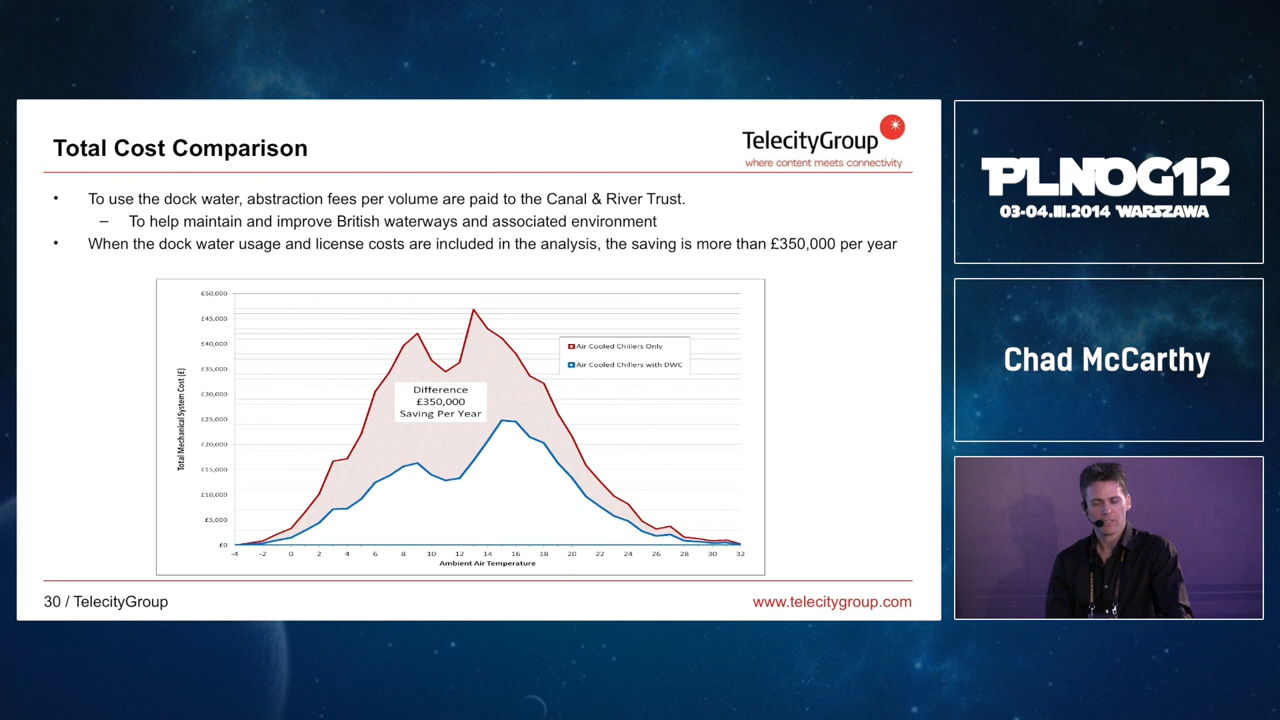 Total Cost Comparison
TelecityGroup
where content meets connectivity
• To use the dock water, abstraction fees per volume are paid to the Canal & River Trust.
– To help maintain and improve British waterways and associated environment
• When the dock water usage and license costs are included in the analysis, the saving is more than £350,000 per year
Total Mechanical System Cost (£)
£50,000
£45,000
£40,000
£35,000
£30,000
£25,000
£20,000
£15,000
£10,000
£5,000
£0
Air Cooled Chillers Only
Air Cooled Chillers with DWC
Difference
£350,000
Saving Per Year
-4 -2 0 2 4 6 8 10 12 14 16 18 20 22 24 26 28 30 32
Ambient Air Temperature
30 / TelecityGroup
www.telecitygroup.com
PLNOG12
03-04.III.2014 WARSZAWA
Chad McCarthy